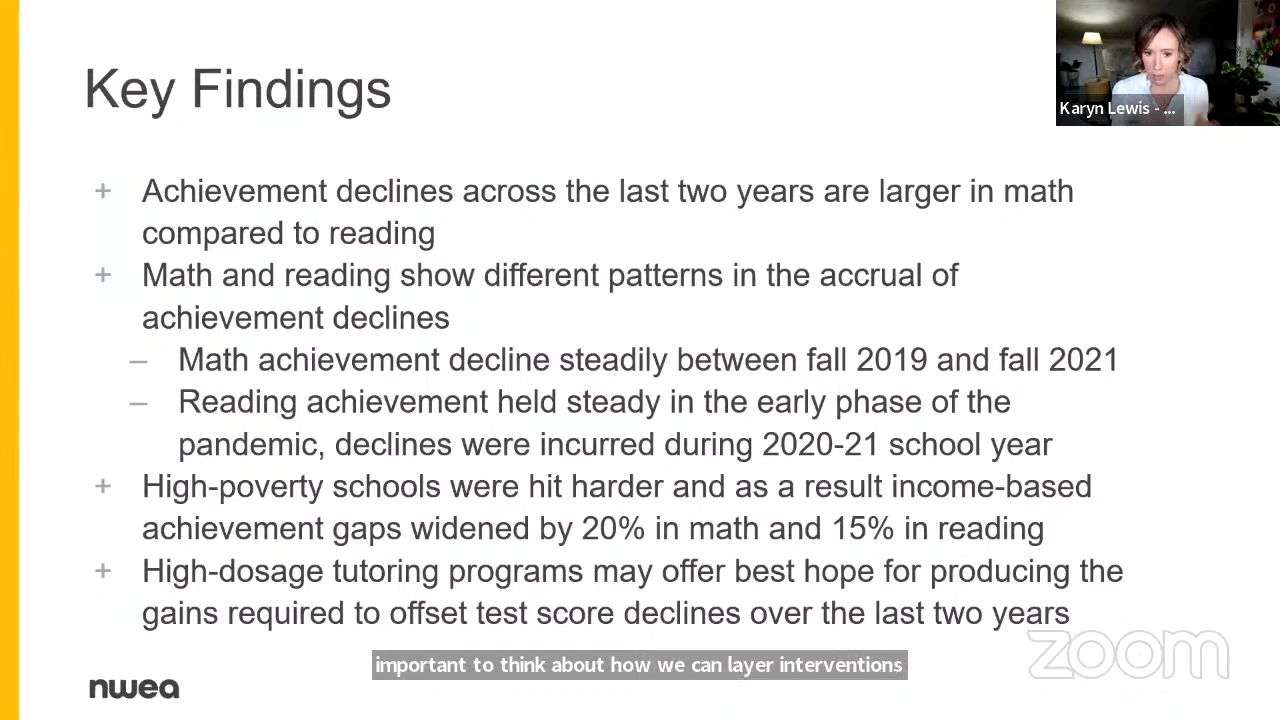 Key Findings
Karyn Lewis - ...
+ Achievement declines across the last two years are larger in math
compared to reading
+ Math and reading show different patterns in the accrual of
achievement declines
– Math achievement decline steadily between fall 2019 and fall 2021
– Reading achievement held steady in the early phase of the
pandemic, declines were incurred during 2020-21 school year
+ High-poverty schools were hit harder and as a result income-based
achievement gaps widened by 20% in math and 15% in reading
+ High-dosage tutoring programs may offer best hope for producing the
gains required to offset test score declines over the last two years
important to think about how we can layer interventions
zoom
nwea